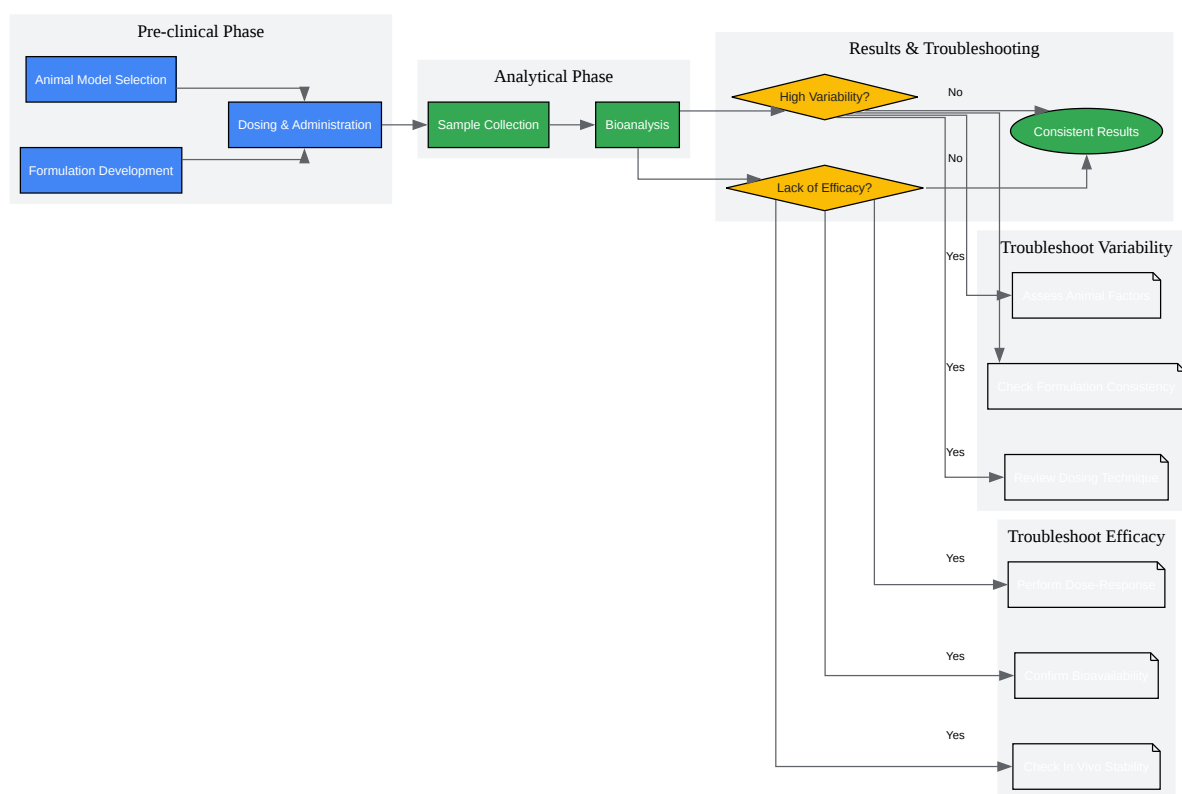 Pre-clinical Phase
Animal Model Selection
Formulation Development
Dosing & Administration
Analytical Phase
Sample Collection
Bioanalysis
Results & Troubleshooting
High Variability?
No
Consistent Results
No
Lack of Efficacy?
Troubleshoot Variability
Yes
Assess Animal Factors
Yes
Check Formulation Consistency
Yes
Review Dosing Technique
Troubleshoot Efficacy
Yes
Perform Dose-Response
Yes
Confirm Bioavailability
Yes
Check In Vivo Stability